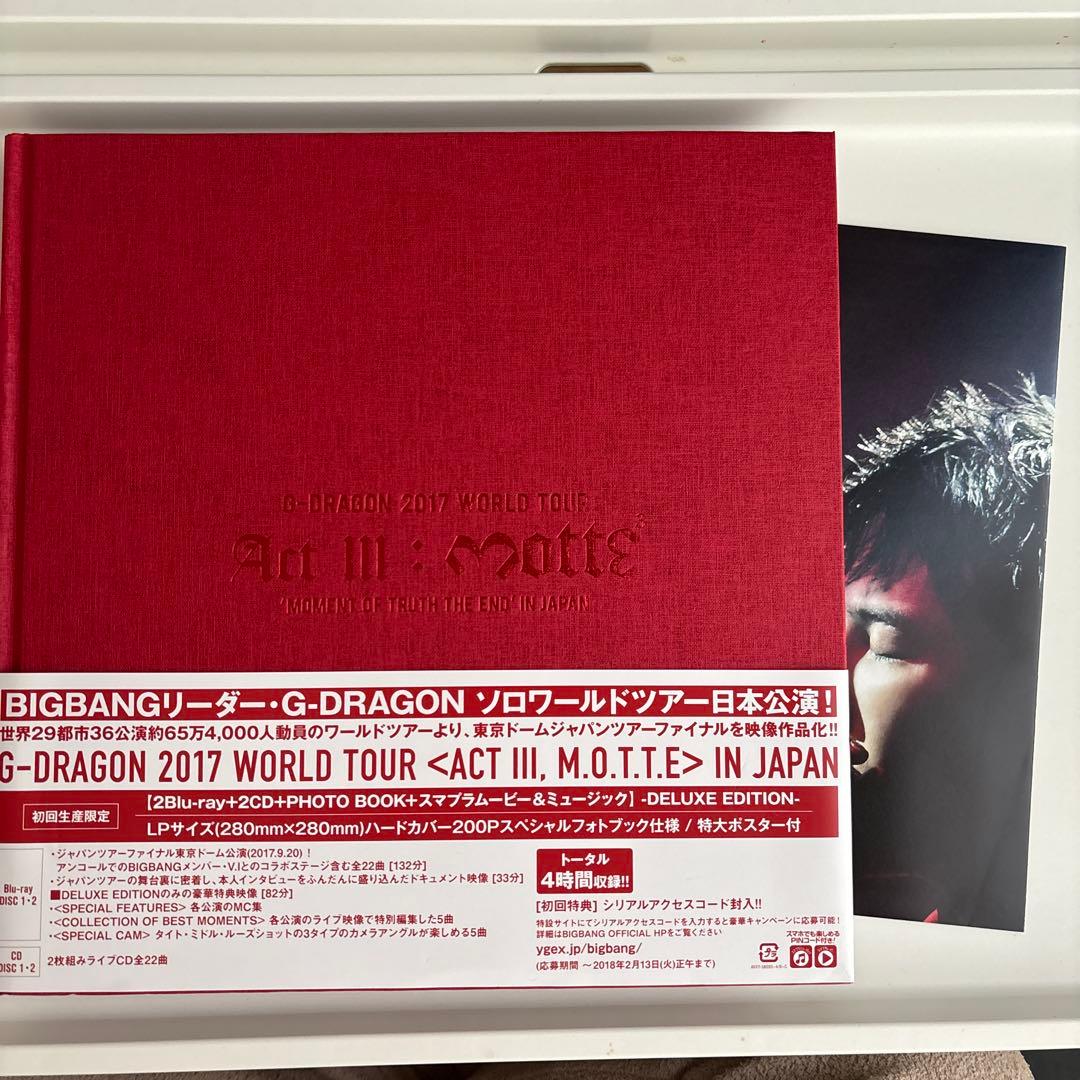 G-DRAGON 2017 WORLD TOUR
Act III : Motte
'MOMENT OF TRUTH THE END' IN JAPAN
BIGBANGリーダー・G-DRAGON ソロワールドツアー日本公演!
世界29都市36公演約65万4,000人動員のワールドツアーより、東京ドームジャパンツアーファイナルを映像作品化!!
G-DRAGON 2017 WORLD TOUR <ACT III, M.O.T.T.E> IN JAPAN
初回生産限定
【2Blu-ray+2CD+PHOTO BOOK+スマプラムービー&ミュージック】 -DELUXE EDITION-
LPサイズ(280mm×280mm)ハードカバー200Pスペシャルフォトブック仕様 / 特大ポスター付
Blu-ray
DISC 1・2
・ジャパンツアーファイナル東京ドーム公演(2017.9.20)!
アンコールでのBIGBANGメンバー・V.Iとのコラボステージ含む全22曲 [132分]
・ジャパンツアーの舞台裏に密着し、本人インタビューをふんだんに盛り込んだドキュメント映像 [33分]
■DELUXE EDITIONのみの豪華特典映像 [82分]
・<SPECIAL FEATURES> 各公演のMC集
・<COLLECTION OF BEST MOMENTS> 各公演のライブ映像で特別編集した5曲
・<SPECIAL CAM> タイト・ミドル・ルーズショットの3タイプのカメラアングルが楽しめる5曲
CD
DISC 1・2
2枚組みライブCD全22曲
トータル
4時間収録!!
[初回特典] シリアルアクセスコード封入!!
特設サイトにてシリアルアクセスコードを入力すると豪華キャンペーンに応募可能!
詳細はBIGBANG OFFICIAL HPをご覧ください
ygex.jp/bigbang/
(応募期間 〜2018年2月13日(火)正午まで)
スマホでも楽しめる
PINコード付き!
プラ